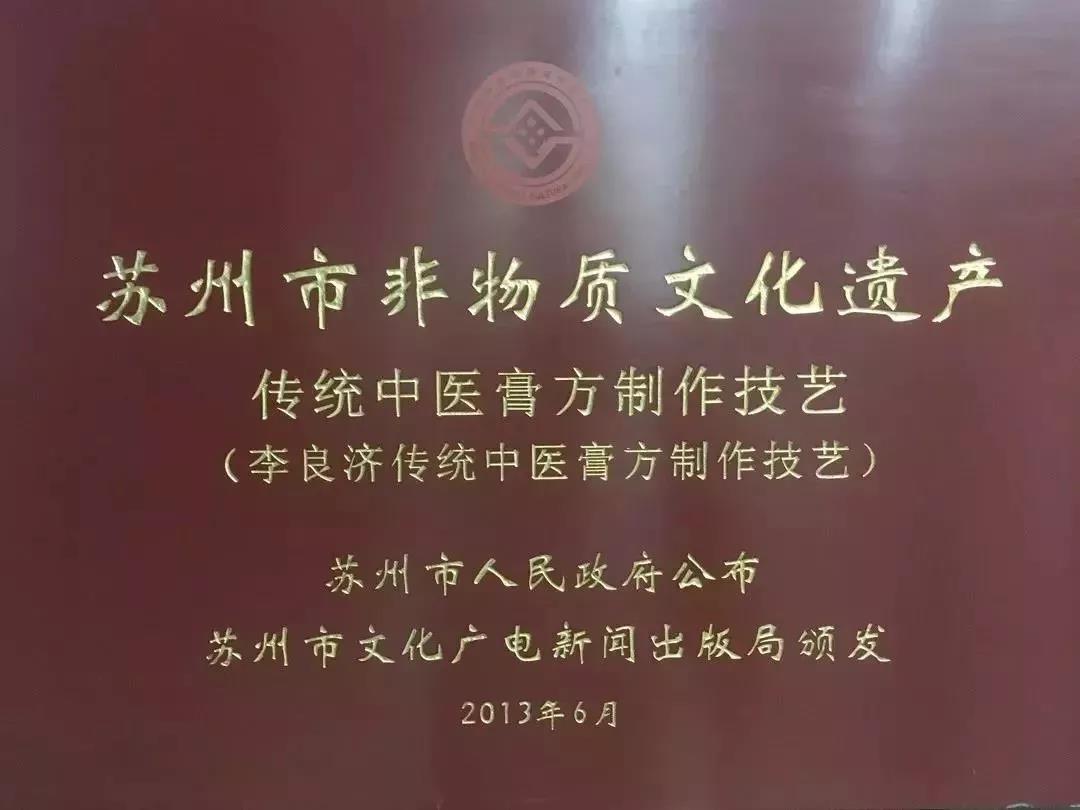 苏州市非物质文化遗产
传统中医膏方制作技艺
（李良济传统中医膏方制作技艺）
苏州市人民政府公布
苏州市文化广电新闻出版局颁发
2013年6月